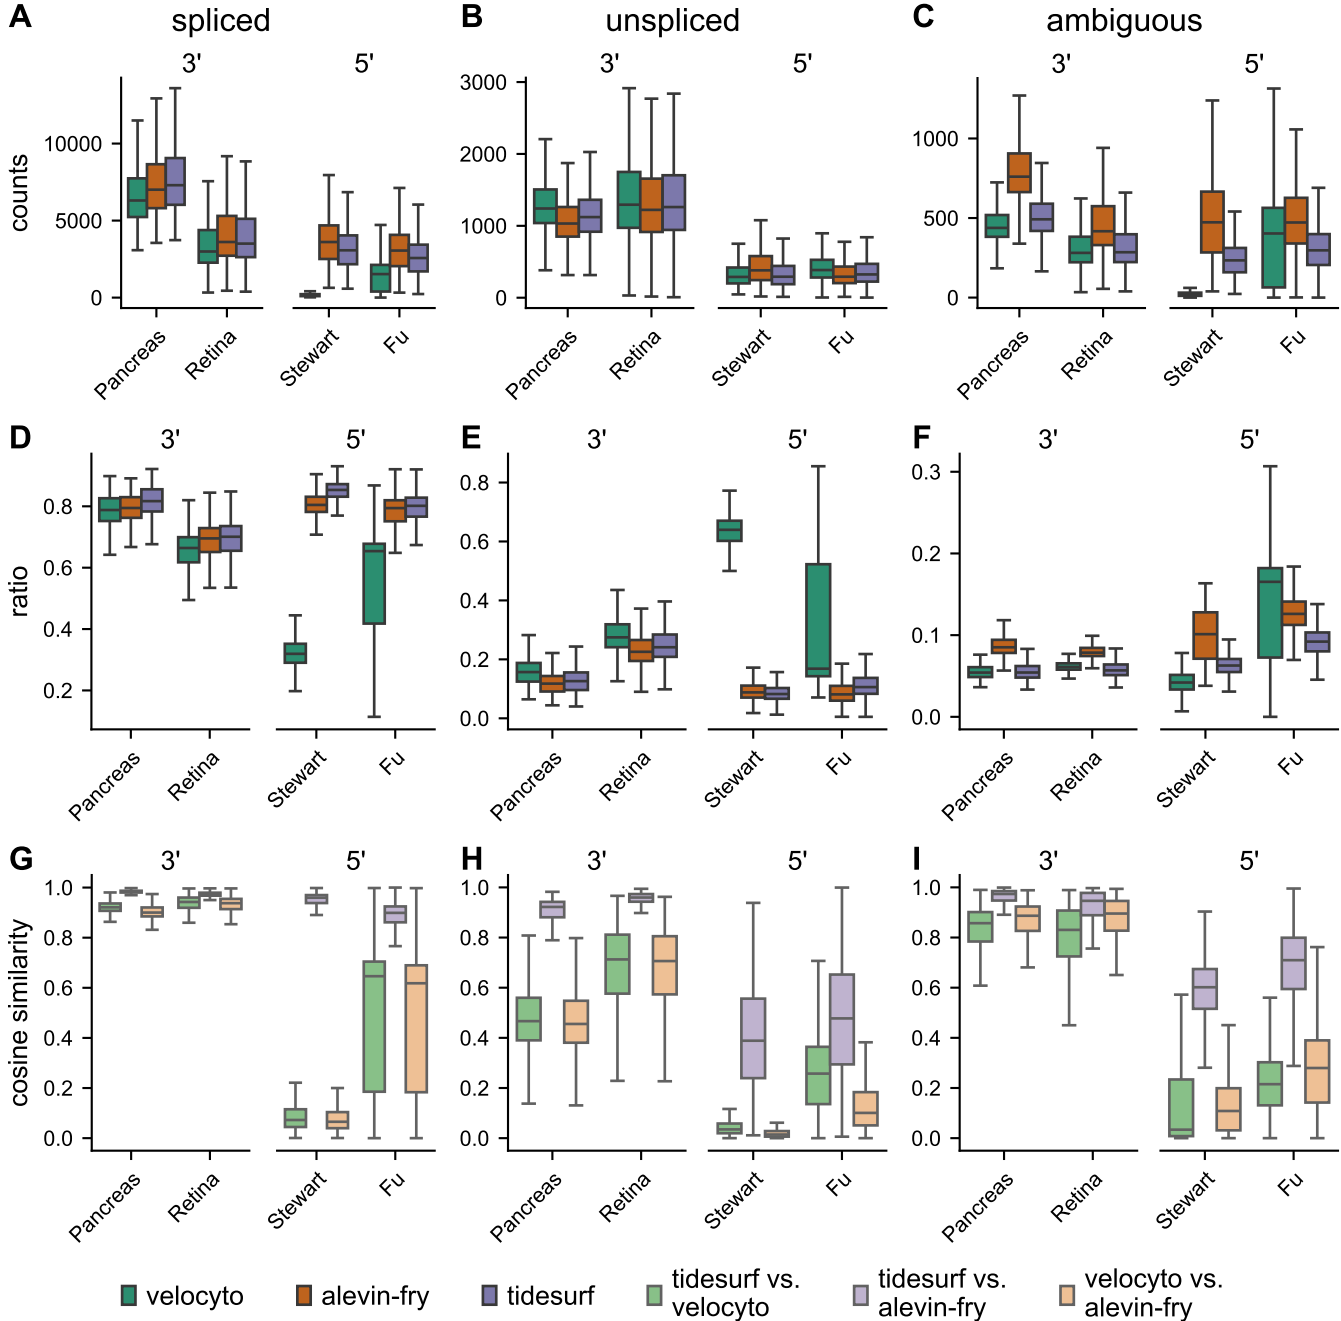 A spliced B unspliced C ambiguous
3' 5' 3' 5' 3' 5'
counts
10000
5000
0
3000
2000
1000
0
1000
500
0
Pancreas Retina Stewart Fu Pancreas Retina Stewart Fu Pancreas Retina Stewart Fu
D 3' 5' E 3' 5' F 3' 5'
ratio
0.8
0.6
0.4
0.2
0.8
0.6
0.4
0.2
0.0
0.3
0.2
0.1
0.0
Pancreas Retina Stewart Fu Pancreas Retina Stewart Fu Pancreas Retina Stewart Fu
G 3' 5' H 3' 5' I 3' 5'
cosine similarity
1.0
0.8
0.6
0.4
0.2
0.0
1.0
0.8
0.6
0.4
0.2
0.0
1.0
0.8
0.6
0.4
0.2
0.0
Pancreas Retina Stewart Fu Pancreas Retina Stewart Fu Pancreas Retina Stewart Fu
velocyto
alevin-fry
tidesurf
tidesurf vs.
velocyto
tidesurf vs.
alevin-fry
velocyto vs.
alevin-fry